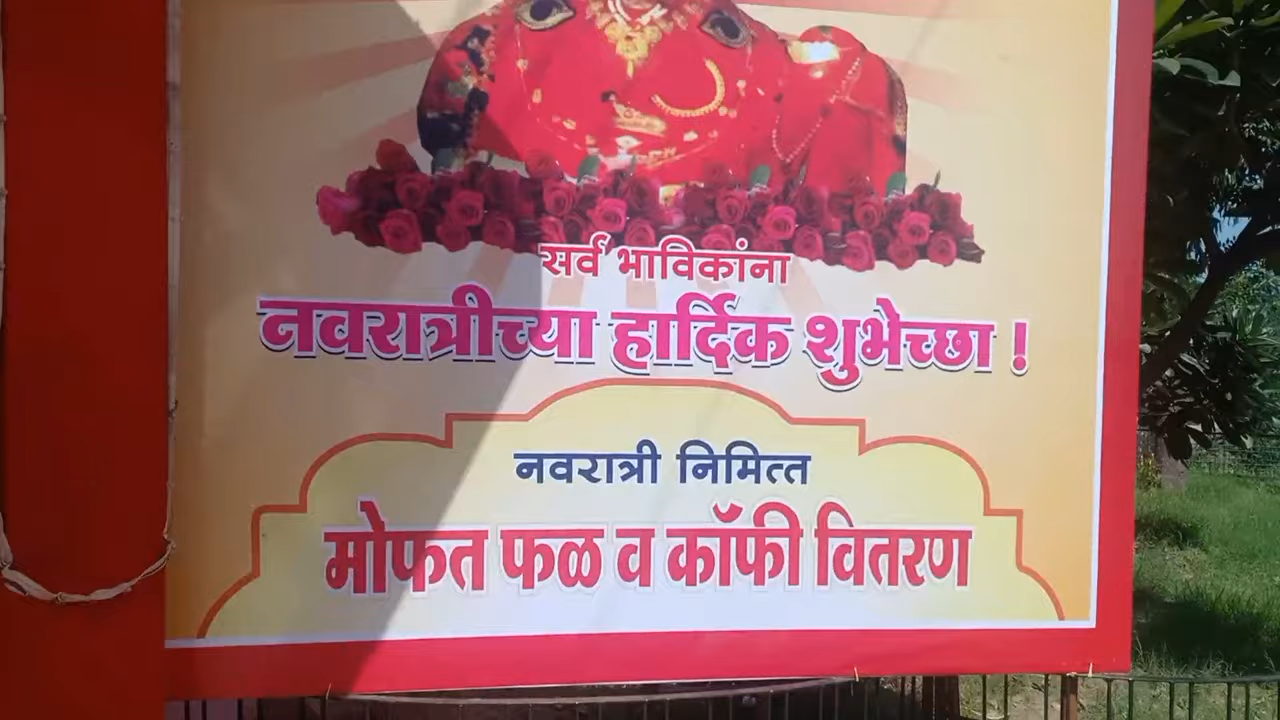 सर्व भाविकांना
नवरात्रीच्या हार्दिक शुभेच्छा !
नवरात्री निमित्त
मोफत फळ व कॉफी वितरण